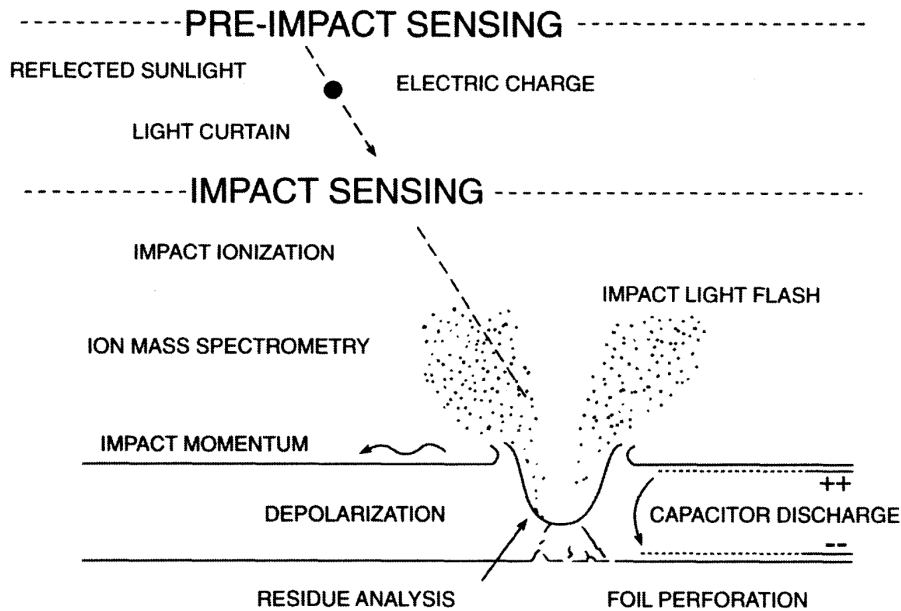 PRE-IMPACT SENSING
REFLECTED SUNLIGHT
ELECTRIC CHARGE
LIGHT CURTAIN
IMPACT SENSING
IMPACT IONIZATION
IMPACT LIGHT FLASH
ION MASS SPECTROMETRY
IMPACT MOMENTUM
++
DEPOLARIZATION
CAPACITOR DISCHARGE
--
RESIDUE ANALYSIS
FOIL PERFORATION